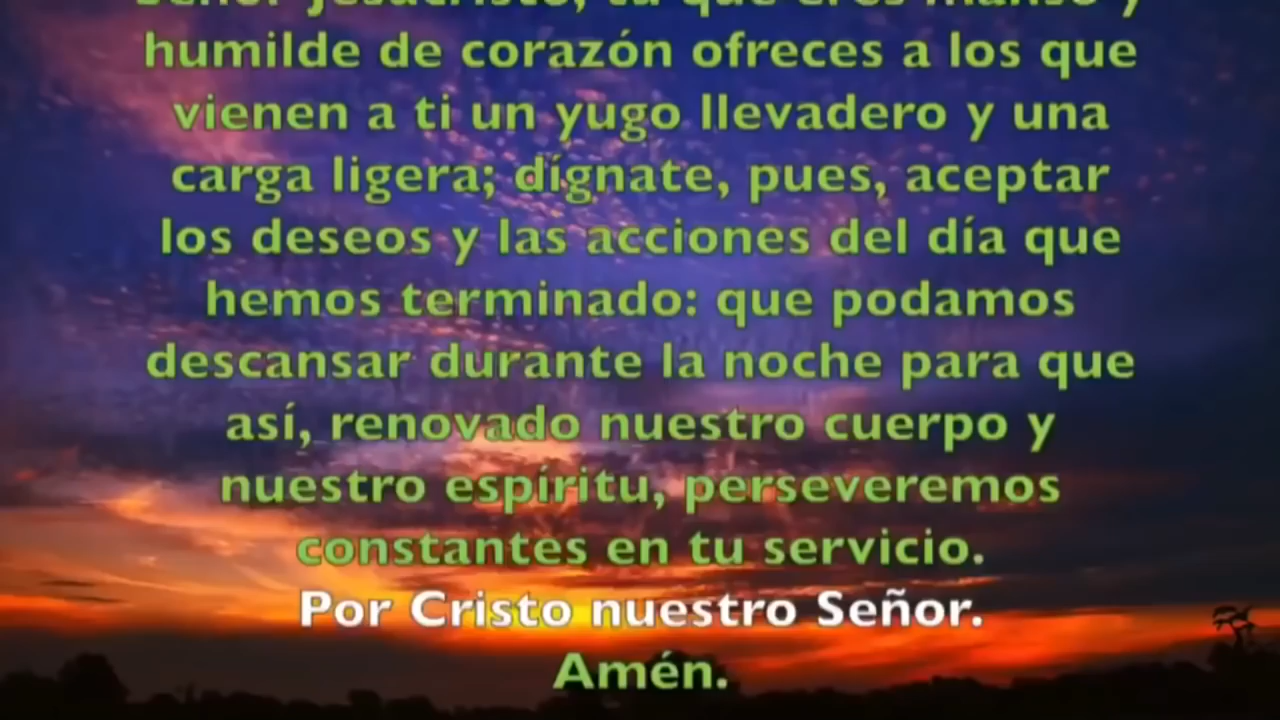 Señor Jesucristo, tú que eres manso y
humilde de corazón ofreces a los que
vienen a ti un yugo llevadero y una
carga ligera; dígnate, pues, aceptar
los deseos y las acciones del día que
hemos terminado: que podamos
descansar durante la noche para que
así, renovado nuestro cuerpo y
nuestro espíritu, perseveremos
constantes en tu servicio.
Por Cristo nuestro Señor.
Amén.